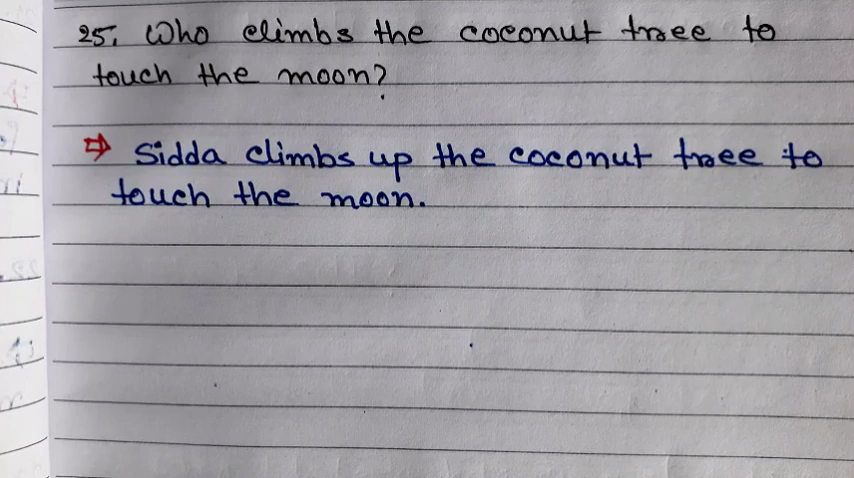 25. Who climbs the coconut tree to
touch the moon?
⇒ Sidda climbs up the coconut tree to
touch the moon.